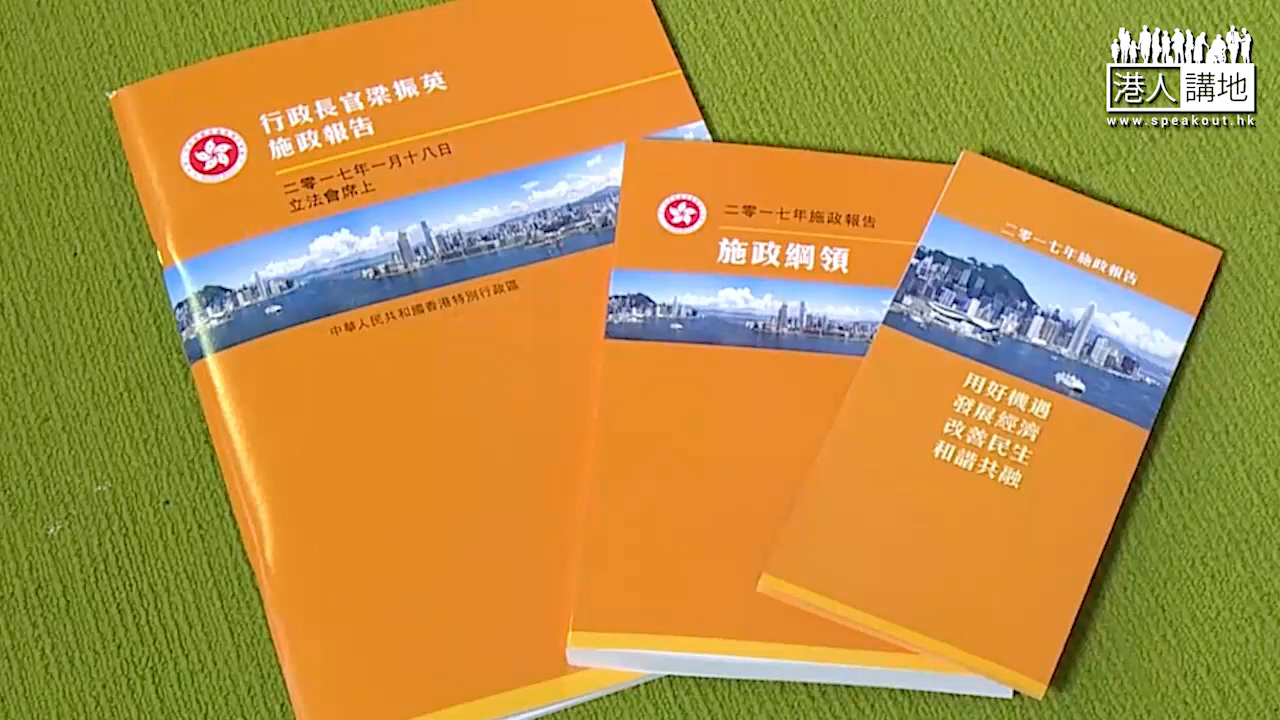 行政長官梁振英
施政報告
二零一七年一月十八日
立法會席上
中華人民共和國香港特別行政區
二零一七年施政報告
施政綱領
二零一七年施政報告
用好機遇
發展經濟
改善民生
和諧共融
港人講地
www.speakout.hk